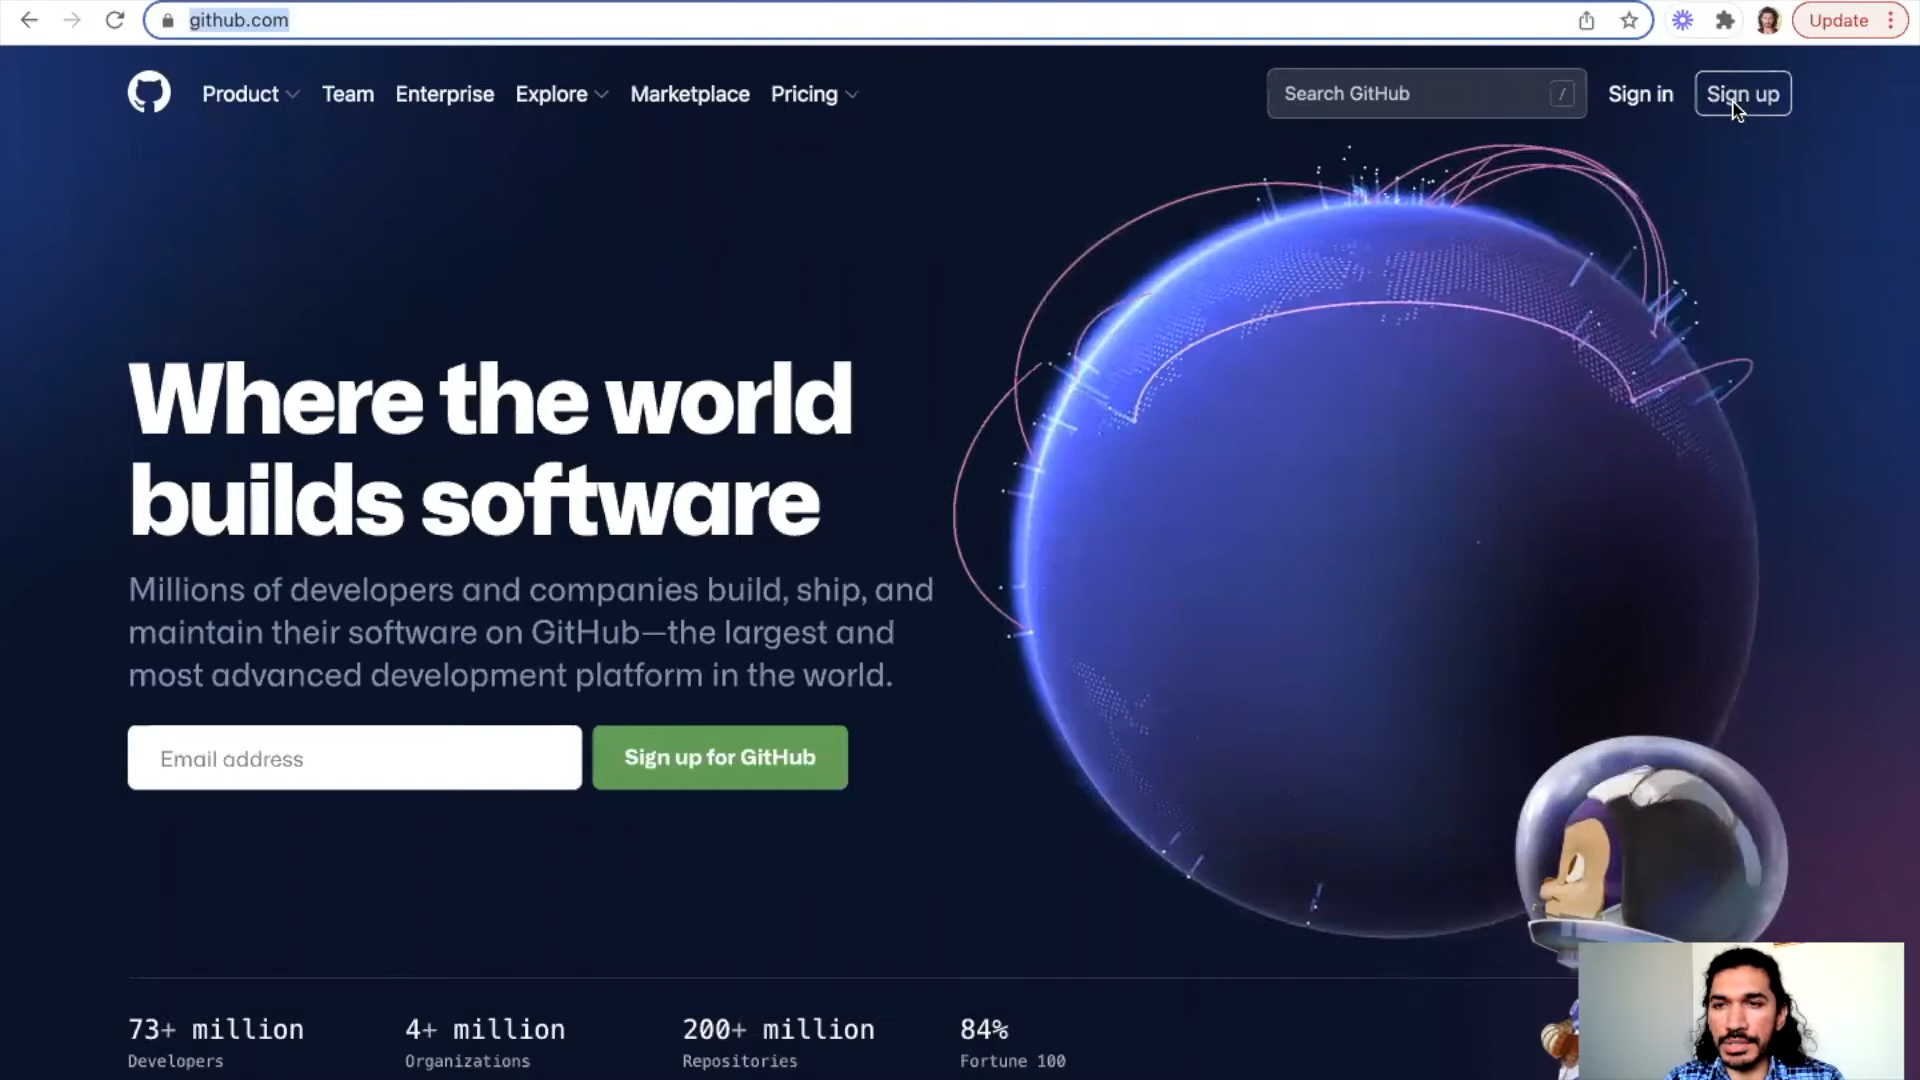 github.com
Update
Product
Team
Enterprise
Explore
Marketplace
Pricing
Search GitHub
/
Sign in
Sign up
Where the world
builds software
Millions of developers and companies build, ship, and
maintain their software on GitHub—the largest and
most advanced development platform in the world.
Email address
Sign up for GitHub
73+ million
Developers
4+ million
Organizations
200+ million
Repositories
84%
Fortune 100